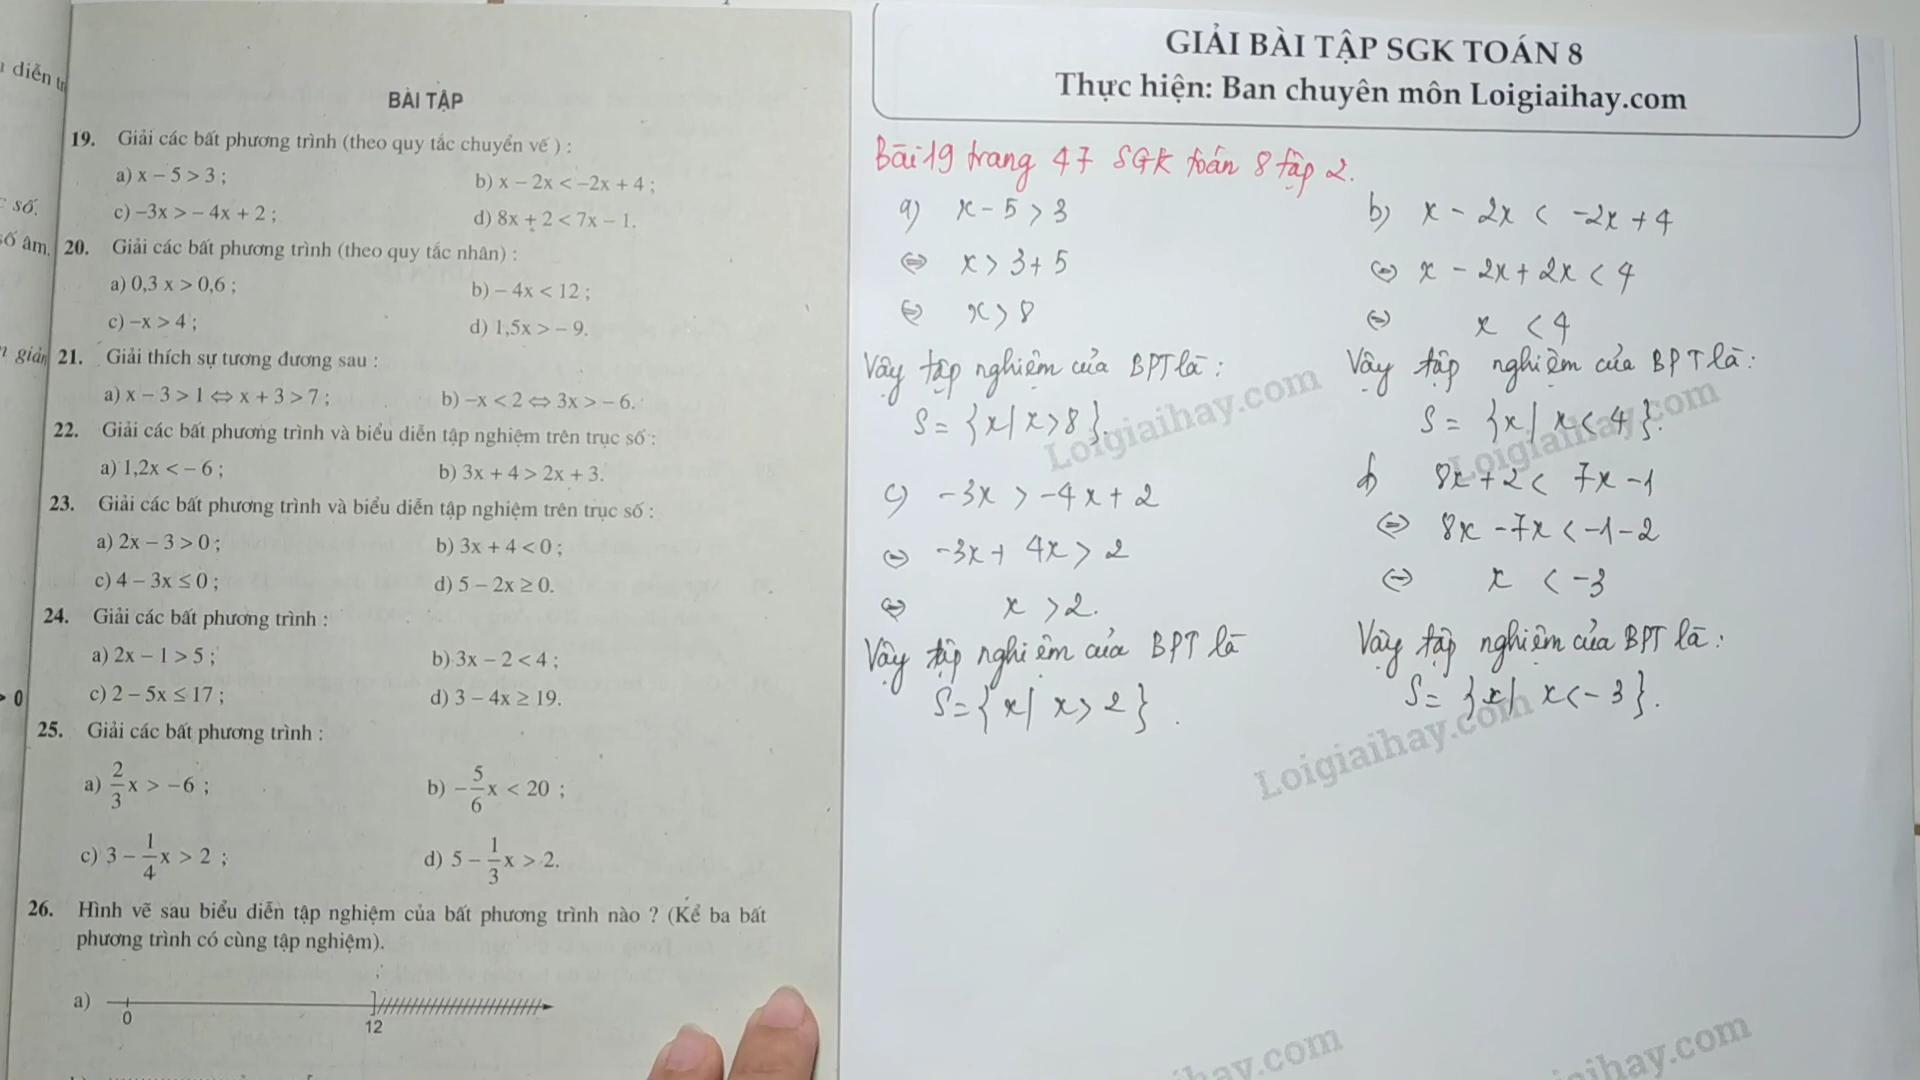 diễn
số.
số âm,
giản
> 0
BÀI TẬP
19. Giải các bất phương trình (theo quy tắc chuyển vế ) :
a) x − 5 > 3 ; b) x − 2x < −2x + 4 ;
c) −3x > − 4x + 2 ; d) 8x + 2 < 7x − 1.
20. Giải các bất phương trình (theo quy tắc nhân) :
a) 0,3 x > 0,6 ; b) − 4x < 12 ;
c) −x > 4 ; d) 1,5x > − 9.
21. Giải thích sự tương đương sau :
a) x − 3 > 1 ⇔ x + 3 > 7 ; b) −x < 2 ⇔ 3x > − 6.
22. Giải các bất phương trình và biểu diễn tập nghiệm trên trục số :
a) 1,2x < − 6 ; b) 3x + 4 > 2x + 3.
23. Giải các bất phương trình và biểu diễn tập nghiệm trên trục số :
a) 2x − 3 > 0 ; b) 3x + 4 < 0 ;
c) 4 − 3x ≤ 0 ; d) 5 − 2x ≥ 0.
24. Giải các bất phương trình :
a) 2x − 1 > 5 ; b) 3x − 2 < 4 ;
c) 2 − 5x ≤ 17 ; d) 3 − 4x ≥ 19.
25. Giải các bất phương trình :
a) 2/3 x > −6 ; b) −5/6 x < 20 ;
c) 3 − 1/4 x > 2 ; d) 5 − 1/3 x > 2.
26. Hình vẽ sau biểu diễn tập nghiệm của bất phương trình nào ? (Kể ba bất
phương trình có cùng tập nghiệm).
a)
0 12
GIẢI BÀI TẬP SGK TOÁN 8
Thực hiện: Ban chuyên môn Loigiaihay.com
Bài 19 trang 47 SGK toán 8 tập 2.
a) x − 5 > 3
⇔ x > 3 + 5
⇔ x > 8
Vậy tập nghiệm của BPT là :
S = {x | x > 8}.
b) x − 2x < −2x + 4
⇔ x − 2x + 2x < 4
⇔ x < 4
Vậy tập nghiệm của BPT là :
S = {x | x < 4}.
c) −3x > −4x + 2
⇔ −3x + 4x > 2
⇔ x > 2.
Vậy tập nghiệm của BPT là
S = {x | x > 2}.
d) 8x + 2 < 7x − 1
⇔ 8x − 7x < −1 − 2
⇔ x < −3
Vậy tập nghiệm của BPT là :
S = {x | x < −3}.
Loigiaihay.com
Loigiaihay.com
Loigiaihay.com
giaihay.com
Loigiaihay.com